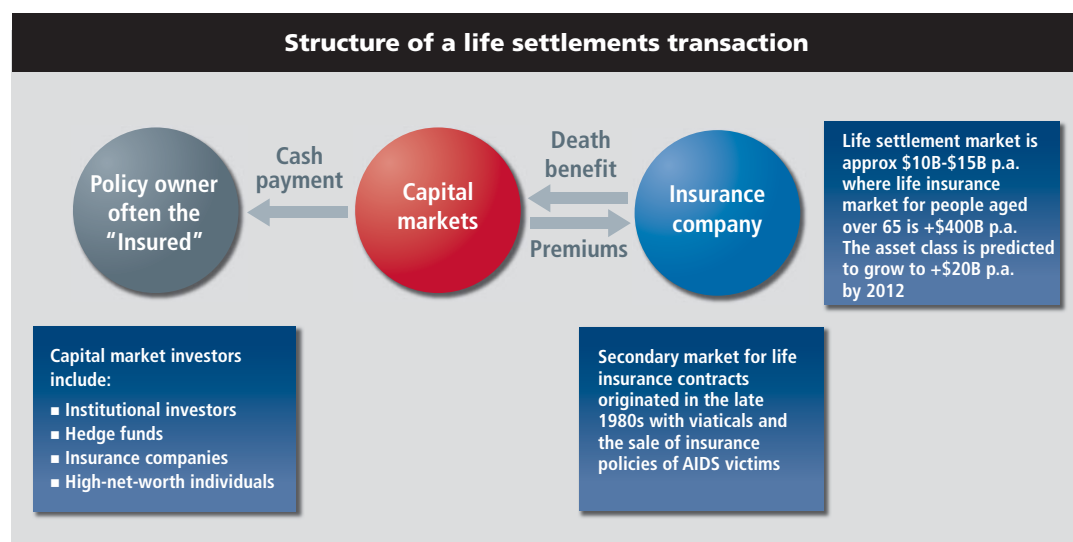 Structure of a life settlements transaction
Policy owner
often the
“Insured”
Cash
payment
Capital
markets
Death
benefit
Premiums
Insurance
company
Life settlement market is
approx $10B-$15B p.a.
where life insurance
market for people aged
over 65 is +$400B p.a.
The asset class is predicted
to grow to +$20B p.a.
by 2012
Capital market investors
include:
■ Institutional investors
■ Hedge funds
■ Insurance companies
■ High-net-worth individuals
Secondary market for life
insurance contracts
originated in the late
1980s with viaticals and
the sale of insurance
policies of AIDS victims